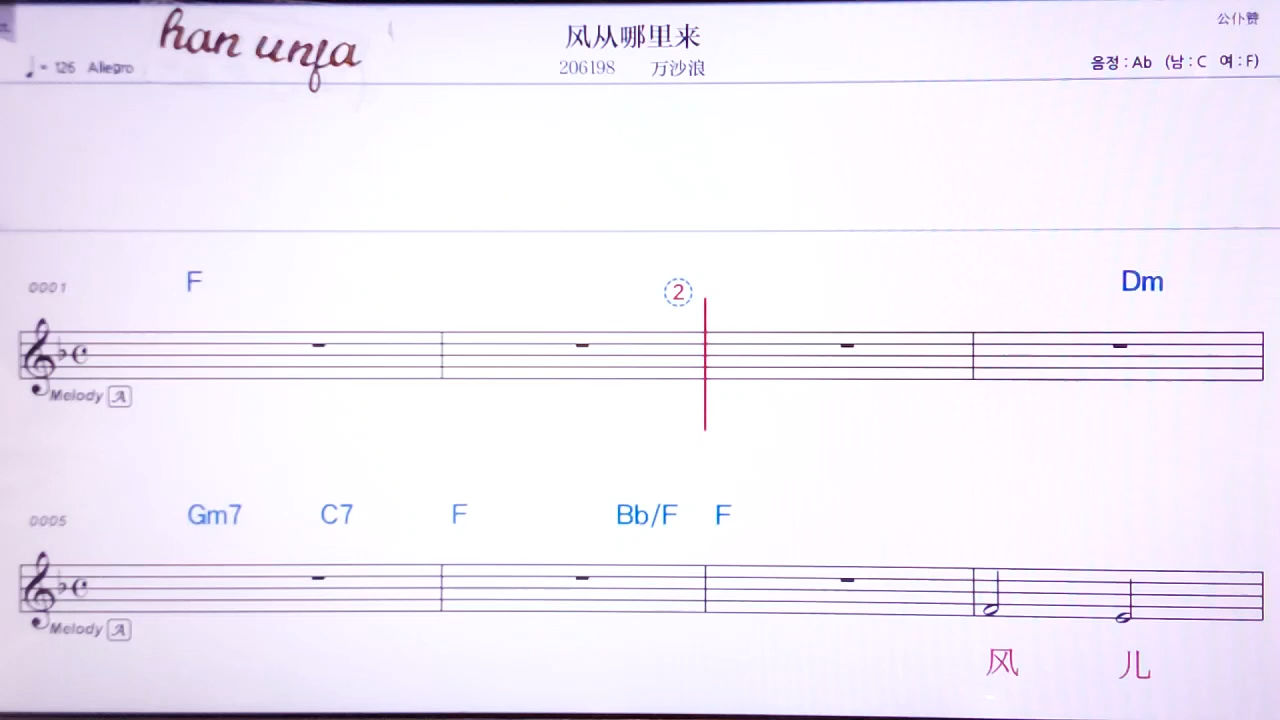 han unfa
风从哪里来
公仆赞
♩ = 126 Allegro
206198 万沙浪
음정 : Ab (남 : C 여 : F)
0001 F ② Dm
Melody A
0005 Gm7 C7 F Bb/F F
Melody A
风 儿